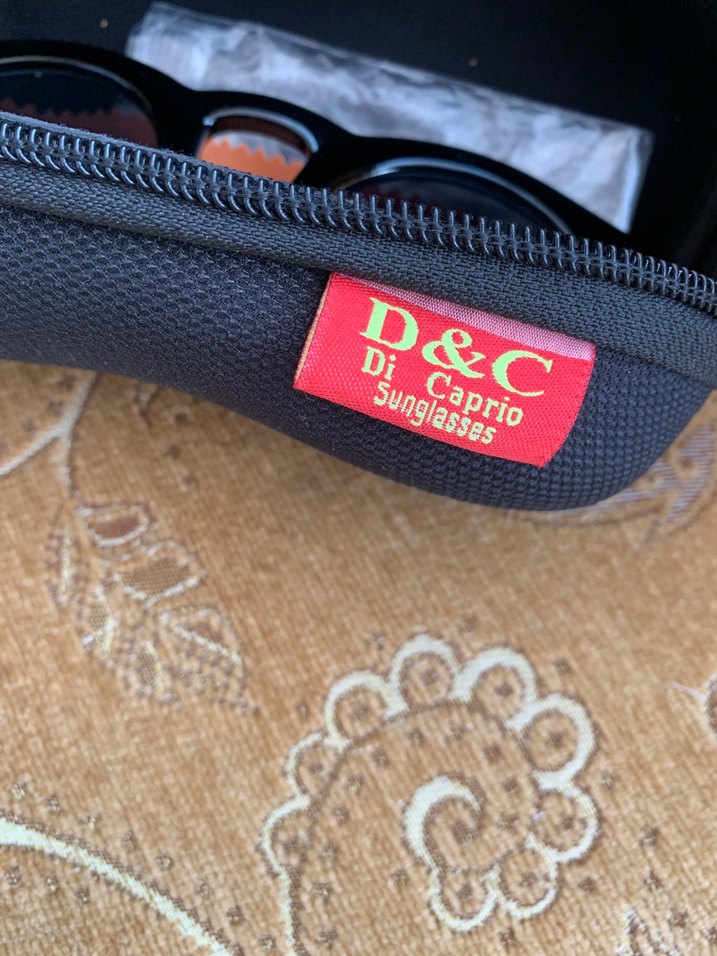 D&C
Di Caprio
Sunglasses